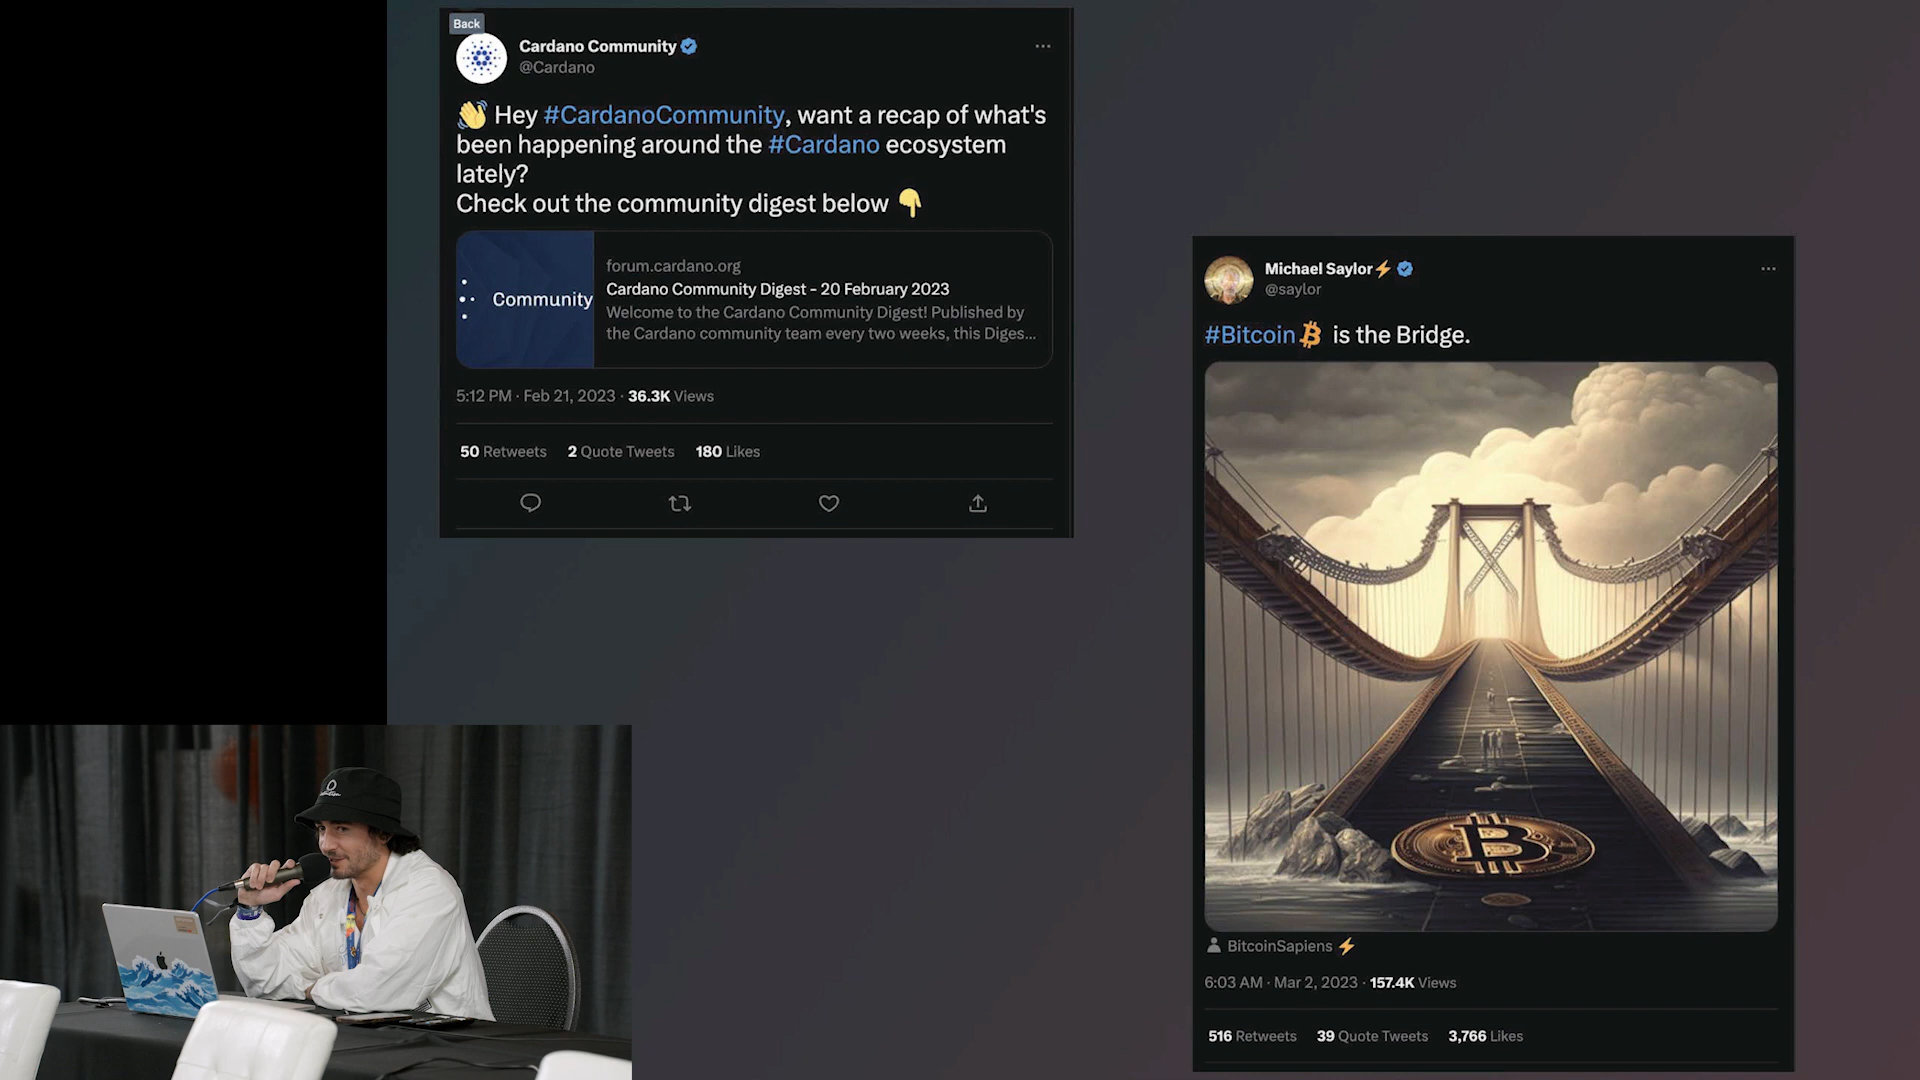 Back
Cardano Community
@Cardano
👋 Hey #CardanoCommunity, want a recap of what's
been happening around the #Cardano ecosystem
lately?
Check out the community digest below 👇
Community
forum.cardano.org
Cardano Community Digest - 20 February 2023
Welcome to the Cardano Community Digest! Published by
the Cardano community team every two weeks, this Diges...
5:12 PM · Feb 21, 2023 · 36.3K Views
50 Retweets 2 Quote Tweets 180 Likes
Michael Saylor⚡
@saylor
#Bitcoin is the Bridge.
BitcoinSapiens ⚡
6:03 AM · Mar 2, 2023 · 157.4K Views
516 Retweets 39 Quote Tweets 3,766 Likes